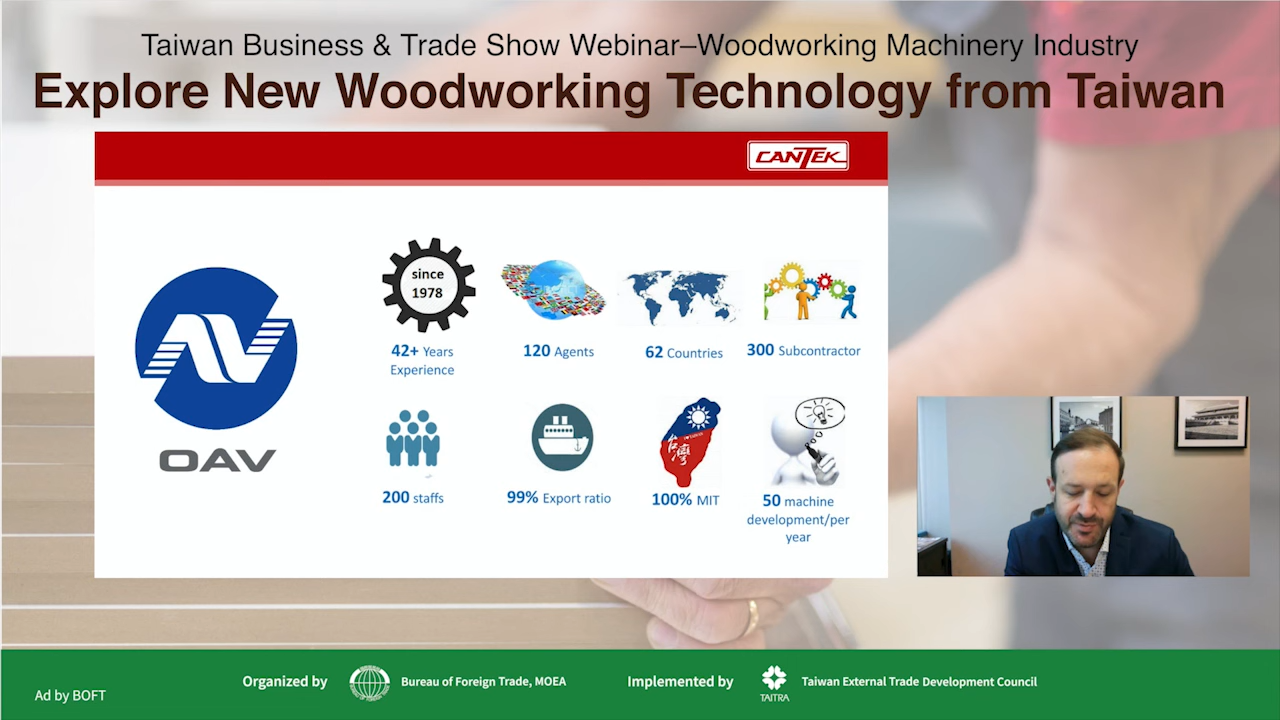 Taiwan Business & Trade Show Webinar–Woodworking Machinery Industry
Explore New Woodworking Technology from Taiwan
CANTEK
since
1978
42+ Years
Experience
120 Agents
62 Countries
300 Subcontractor
OAV
台灣
200 staffs
99% Export ratio
100% MIT
50 machine
development/per
year
Ad by BOFT
Organized by
Bureau of Foreign Trade, MOEA
Implemented by
TAITRA
Taiwan External Trade Development Council